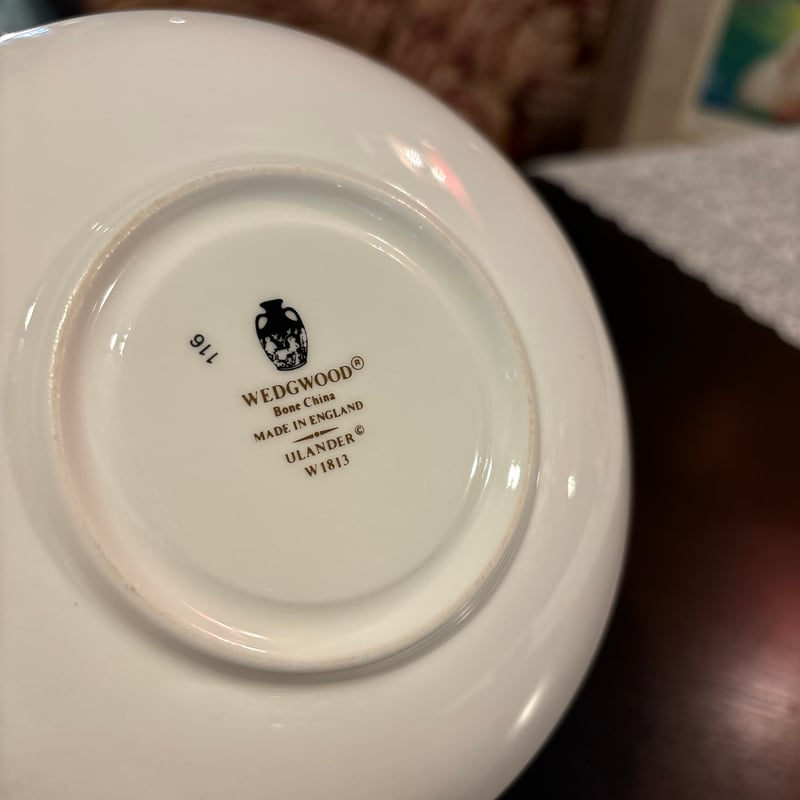 116
WEDGWOOD®
Bone China
MADE IN ENGLAND
ULANDER©
W1813